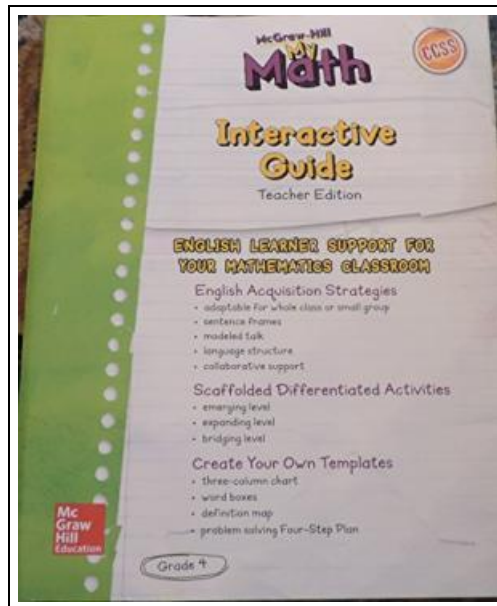 McGraw-Hill
My
Math
CCSS
Interactive
Guide
Teacher Edition
ENGLISH LEARNER SUPPORT FOR
YOUR MATHEMATICS CLASSROOM
English Acquisition Strategies
• adaptable for whole class or small group
• sentence frames
• modeled talk
• language structure
• collaborative support
Scaffolded Differentiated Activities
• emerging level
• expanding level
• bridging level
Create Your Own Templates
• three-column chart
• word boxes
• definition map
• problem solving Four-Step Plan
Mc
Graw
Hill
Education
Grade 4